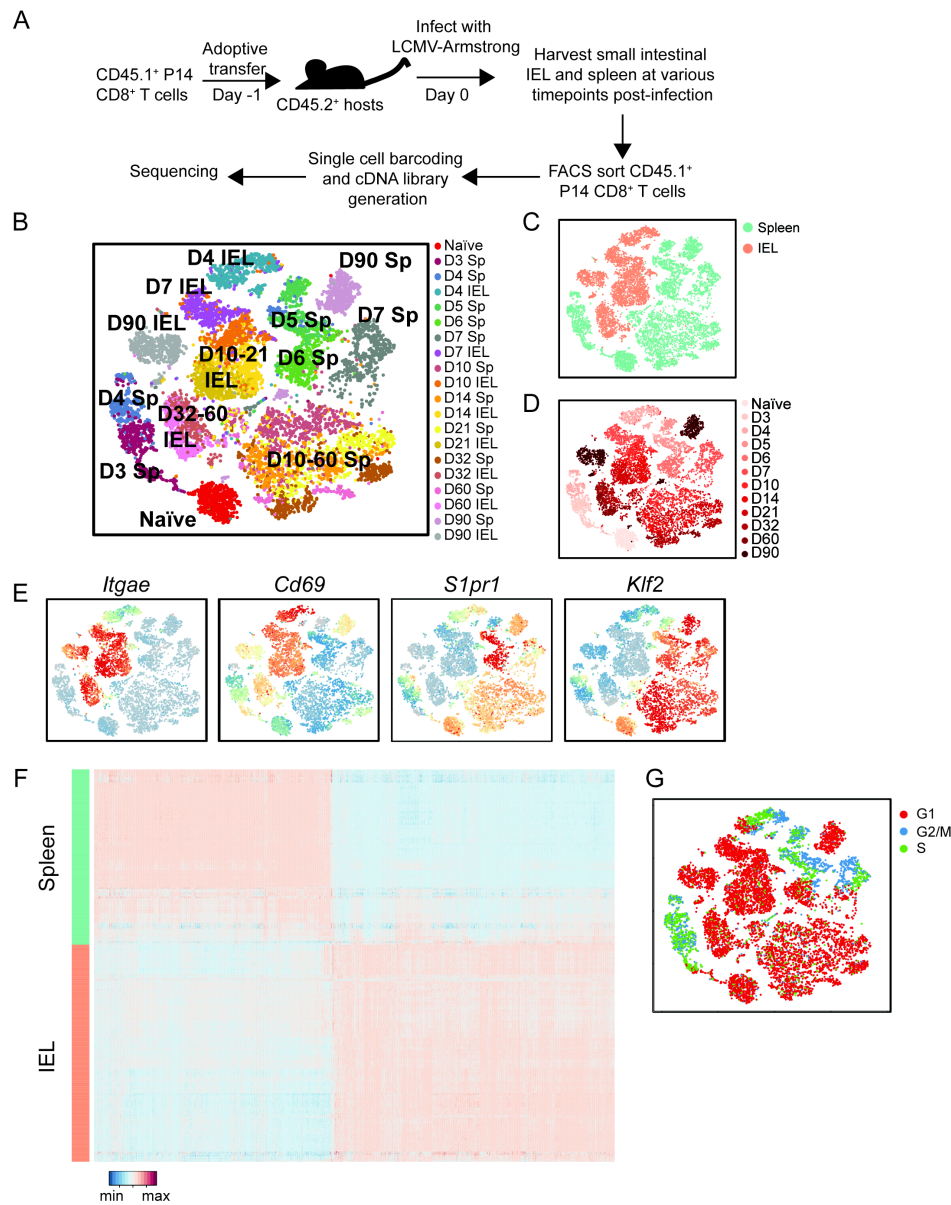 A
CD45.1⁺ P14
CD8⁺ T cells
Adoptive
transfer
Day -1
CD45.2⁺ hosts
Infect with
LCMV-Armstrong
Day 0
Harvest small intestinal
IEL and spleen at various
timepoints post-infection
FACS sort CD45.1⁺
P14 CD8⁺ T cells
Single cell barcoding
and cDNA library
generation
Sequencing
B
D4 IEL
D90 Sp
D7 IEL
D90 IEL
D5 Sp
D7 Sp
D10-21
IEL
D6 Sp
D4 Sp
D32-60
IEL
D3 Sp
D10-60 Sp
Naïve
Naïve
D3 Sp
D4 Sp
D4 IEL
D5 Sp
D6 Sp
D7 Sp
D7 IEL
D10 Sp
D10 IEL
D14 Sp
D14 IEL
D21 Sp
D21 IEL
D32 Sp
D32 IEL
D60 Sp
D60 IEL
D90 Sp
D90 IEL
C
Spleen
IEL
D
Naïve
D3
D4
D5
D6
D7
D10
D14
D21
D32
D60
D90
E
Itgae
Cd69
S1pr1
Klf2
F
Spleen
IEL
min max
G
G1
G2/M
S